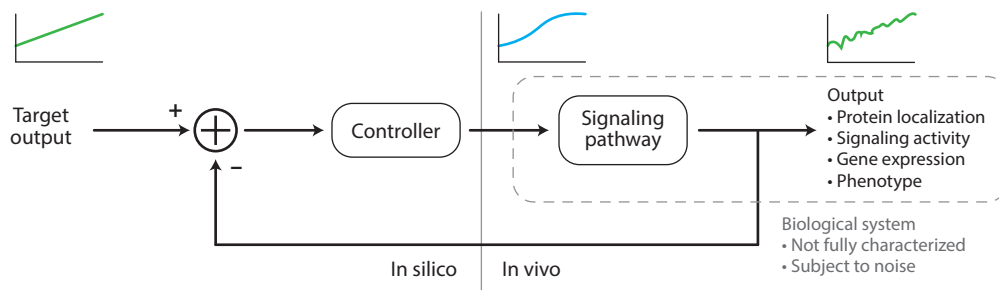 Target
output
+
−
Controller
Signaling
pathway
Output
• Protein localization
• Signaling activity
• Gene expression
• Phenotype
Biological system
• Not fully characterized
• Subject to noise
In silico
In vivo